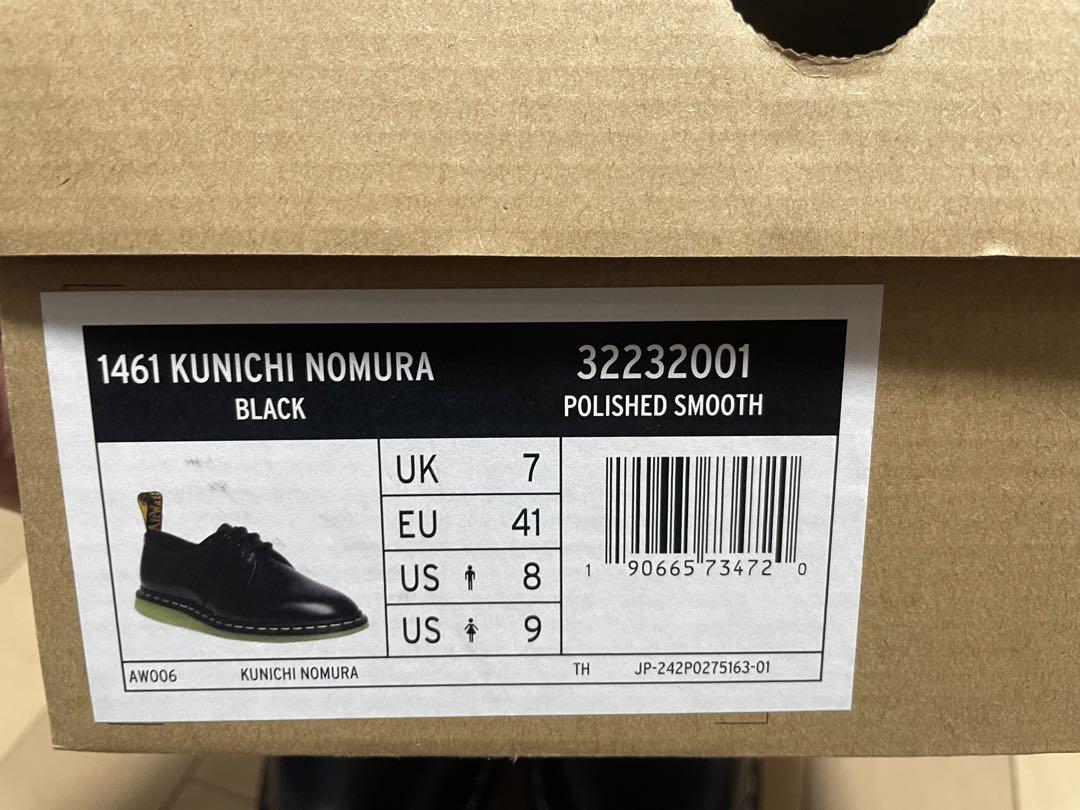 1461 KUNICHI NOMURA
BLACK
32232001
POLISHED SMOOTH
UK 7
EU 41
US 8
US 9
1 90665 73472 0
AW006 KUNICHI NOMURA TH JP-242P0275163-01